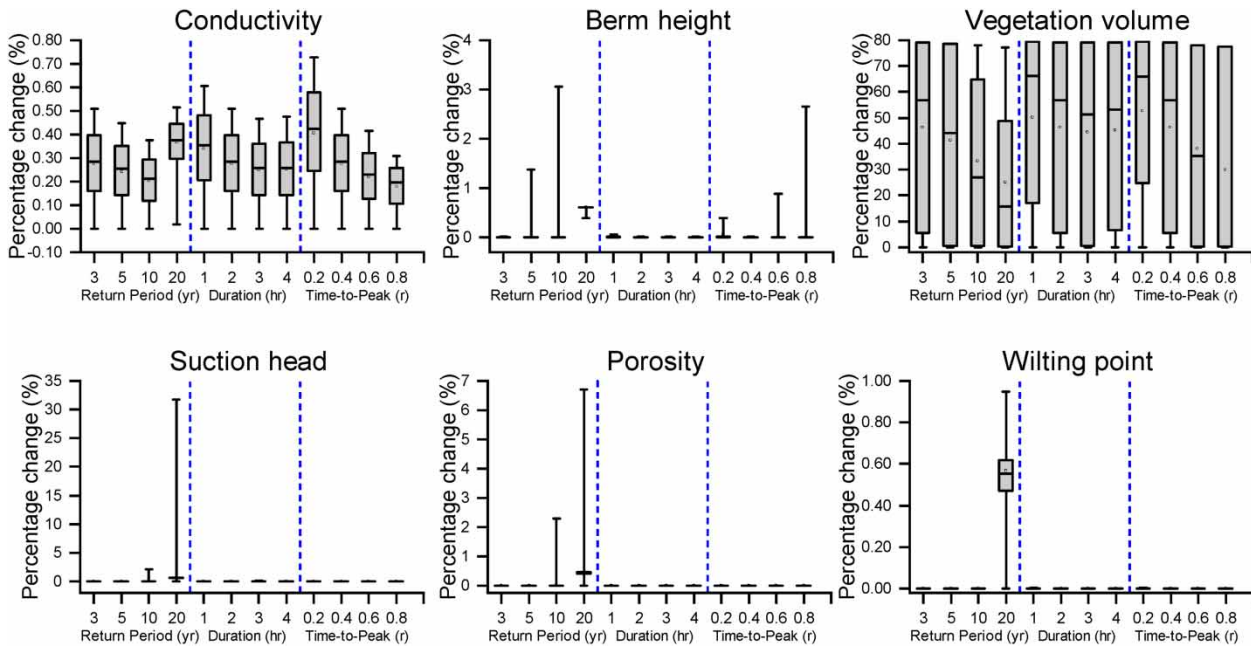 Conductivity
Percentage change (%)
0.80
0.70
0.60
0.50
0.40
0.30
0.20
0.10
0.00
-0.10
3 5 10 20 1 2 3 4 0.2 0.4 0.6 0.8
Return Period (yr) Duration (hr) Time-to-Peak (r)
Berm height
Percentage change (%)
4
3
2
1
0
3 5 10 20 1 2 3 4 0.2 0.4 0.6 0.8
Return Period (yr) Duration (hr) Time-to-Peak (r)
Vegetation volume
Percentage change (%)
80
70
60
50
40
30
20
10
0
3 5 10 20 1 2 3 4 0.2 0.4 0.6 0.8
Return Period (yr) Duration (hr) Time-to-Peak (r)
Suction head
Percentage change (%)
35
30
25
20
15
10
5
0
3 5 10 20 1 2 3 4 0.2 0.4 0.6 0.8
Return Period (yr) Duration (hr) Time-to-Peak (r)
Porosity
Percentage change (%)
7
6
5
4
3
2
1
0
3 5 10 20 1 2 3 4 0.2 0.4 0.6 0.8
Return Period (yr) Duration (hr) Time-to-Peak (r)
Wilting point
Percentage change (%)
1.00
0.80
0.60
0.40
0.20
0.00
3 5 10 20 1 2 3 4 0.2 0.4 0.6 0.8
Return Period (yr) Duration (hr) Time-to-Peak (r)